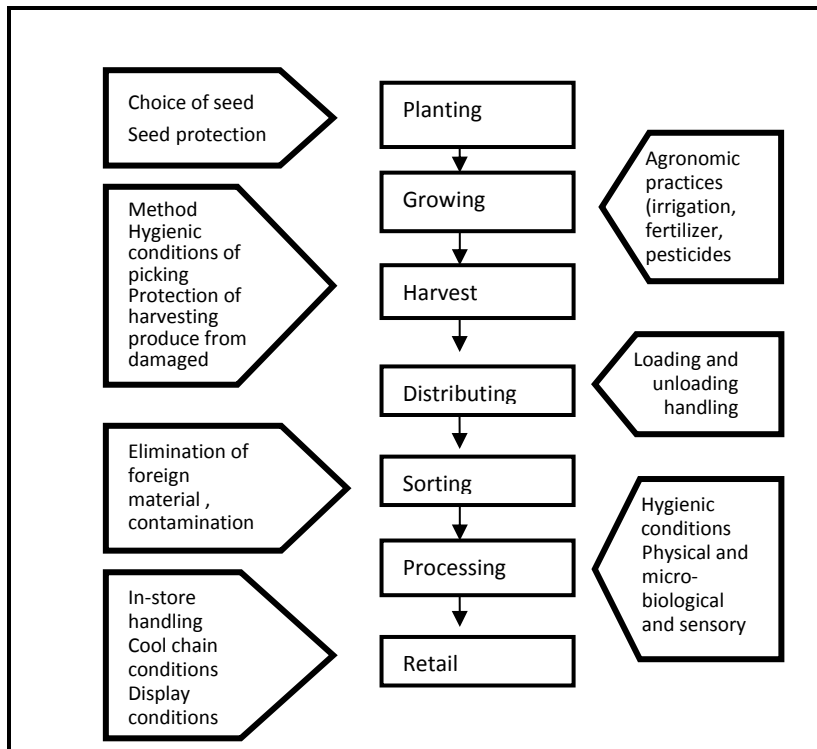 Choice of seed
Seed protection
Planting
Growing
Agronomic
practices
(irrigation,
fertilizer,
pesticides
Method
Hygienic
conditions of
picking
Protection of
harvesting
produce from
damaged
Harvest
Distributing
Loading and
unloading
handling
Elimination of
foreign
material ,
contamination
Sorting
Processing
Hygienic
conditions
Physical and
micro-
biological
and sensory
In-store
handling
Cool chain
conditions
Display
conditions
Retail